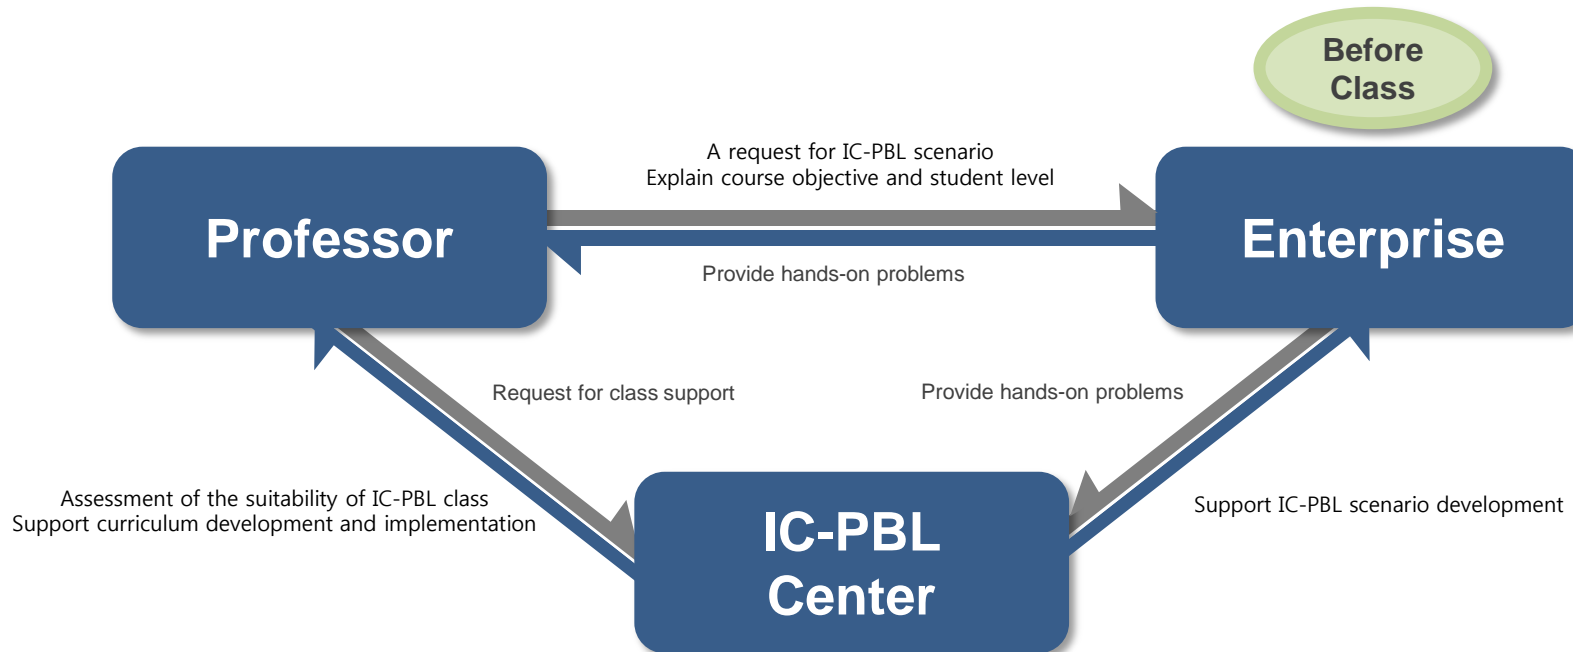 Before
Class
A request for IC-PBL scenario
Explain course objective and student level
Professor
Enterprise
Provide hands-on problems
Request for class support
Provide hands-on problems
Assessment of the suitability of IC-PBL class
Support curriculum development and implementation
Support IC-PBL scenario development
IC-PBL
Center